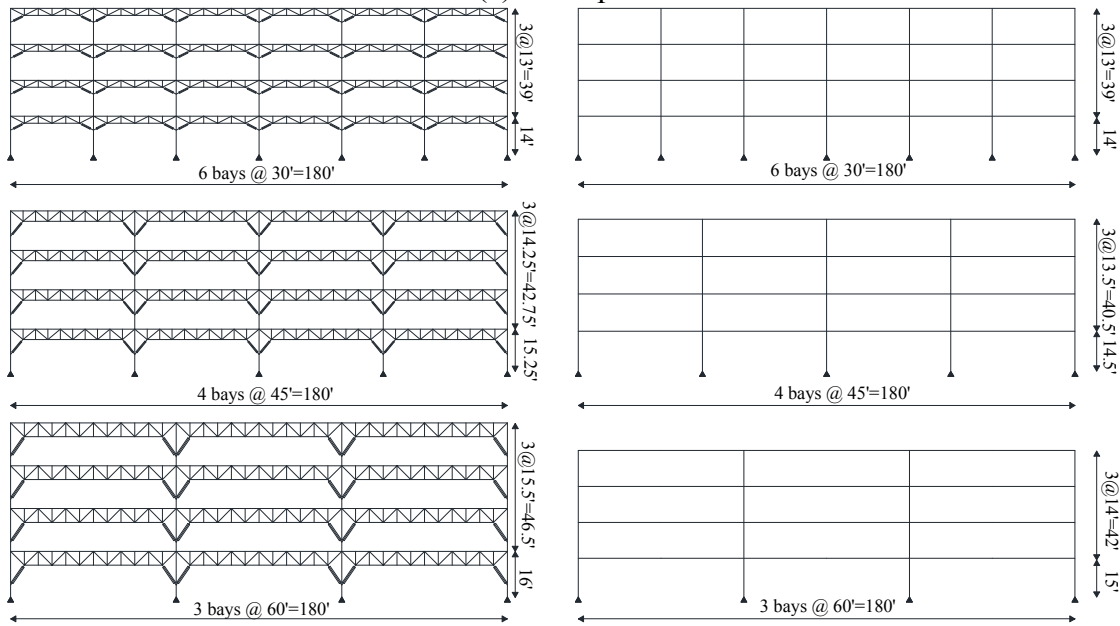 3@13'=39'
14'
6 bays @ 30'=180'
3@13'=39'
14'
6 bays @ 30'=180'
3@14.25'=42.75'
15.25'
4 bays @ 45'=180'
3@13.5'=40.5'
14.5'
4 bays @ 45'=180'
3@15.5'=46.5'
16'
3 bays @ 60'=180'
3@14'=42'
15'
3 bays @ 60'=180'